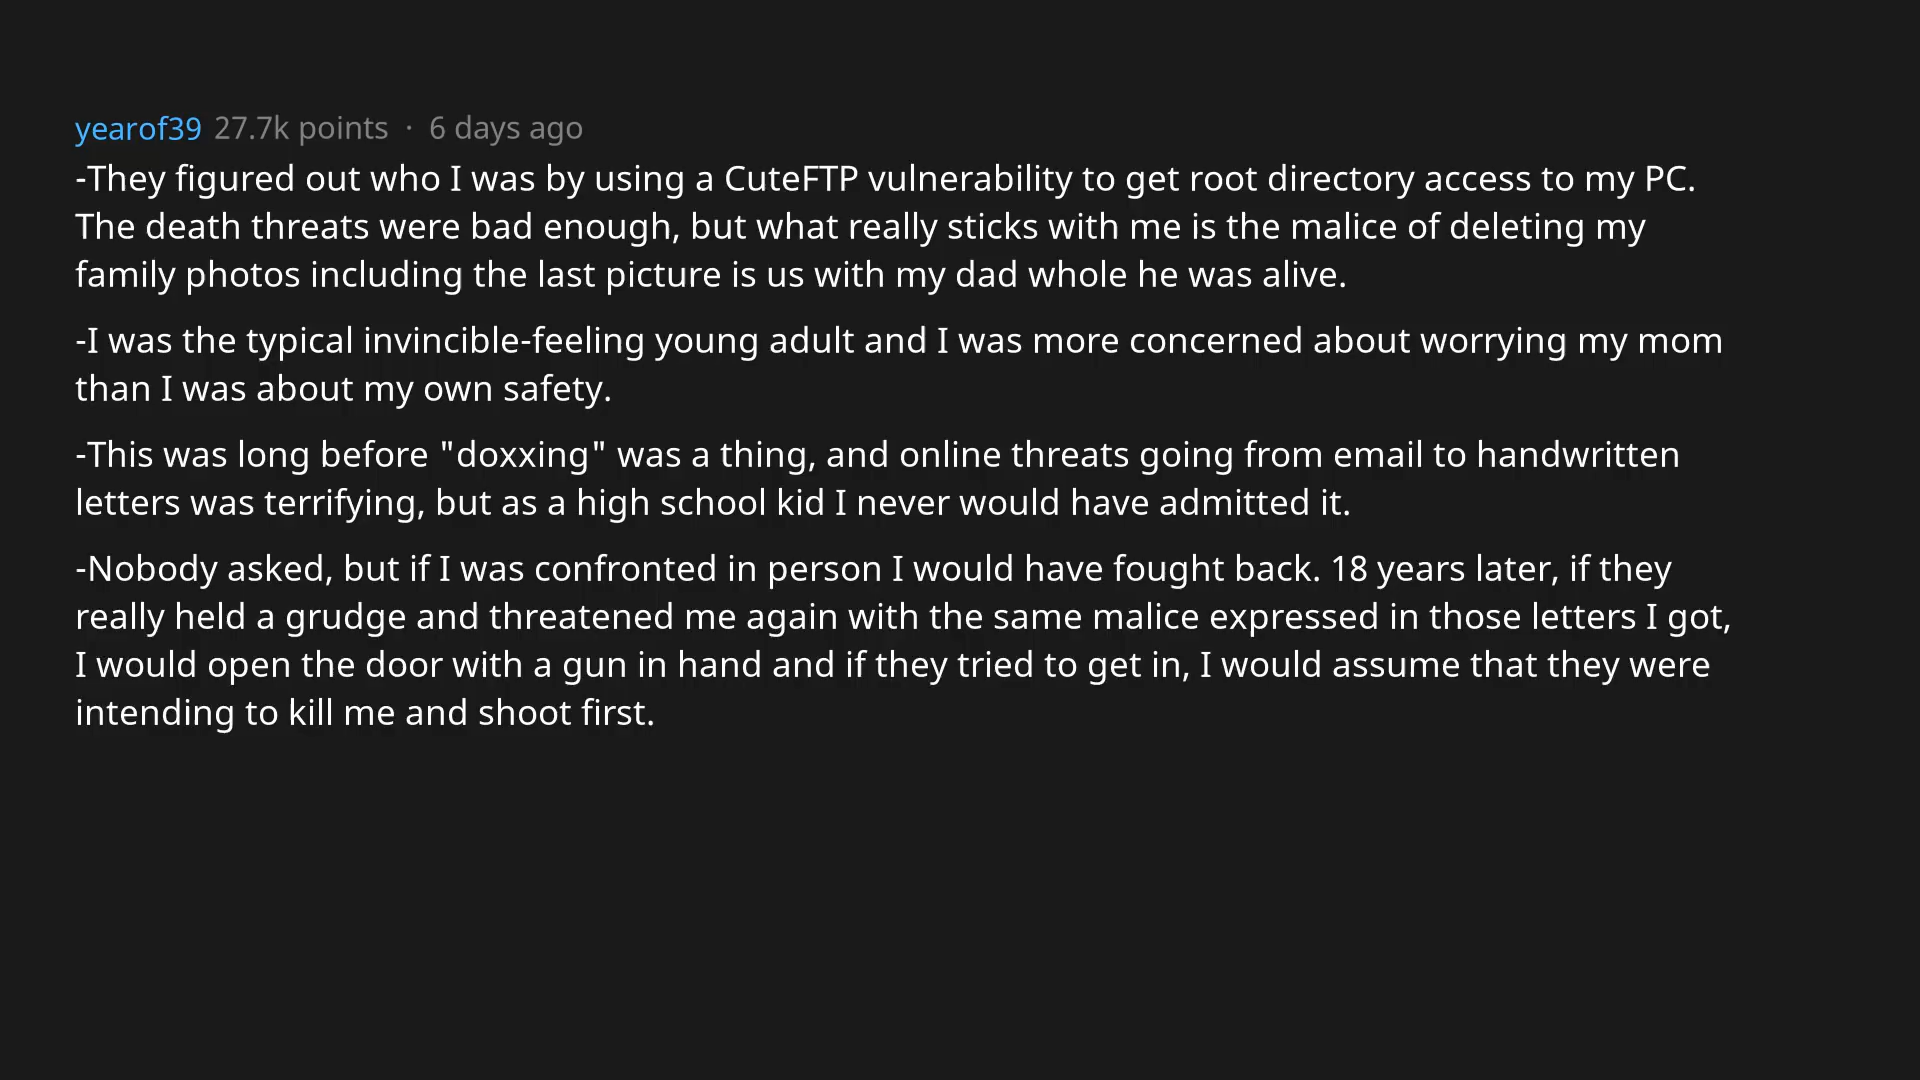 yearof39 27.7k points · 6 days ago
-They figured out who I was by using a CuteFTP vulnerability to get root directory access to my PC.
The death threats were bad enough, but what really sticks with me is the malice of deleting my
family photos including the last picture is us with my dad whole he was alive.
-I was the typical invincible-feeling young adult and I was more concerned about worrying my mom
than I was about my own safety.
-This was long before "doxxing" was a thing, and online threats going from email to handwritten
letters was terrifying, but as a high school kid I never would have admitted it.
-Nobody asked, but if I was confronted in person I would have fought back. 18 years later, if they
really held a grudge and threatened me again with the same malice expressed in those letters I got,
I would open the door with a gun in hand and if they tried to get in, I would assume that they were
intending to kill me and shoot first.